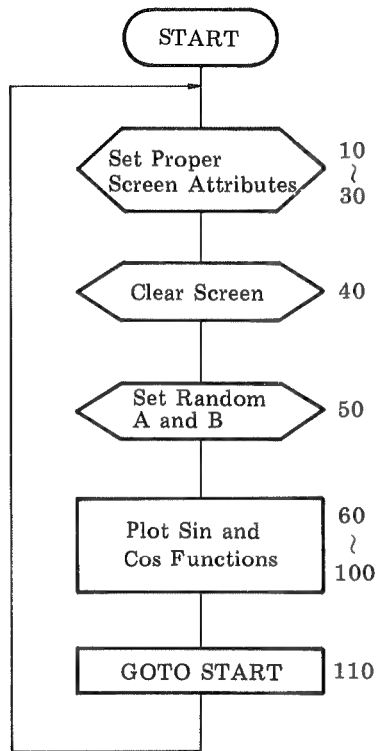 START
Set Proper
Screen Attributes
10
~
30
Clear Screen
40
Set Random
A and B
50
Plot Sin and
Cos Functions
60
~
100
GOTO START
110